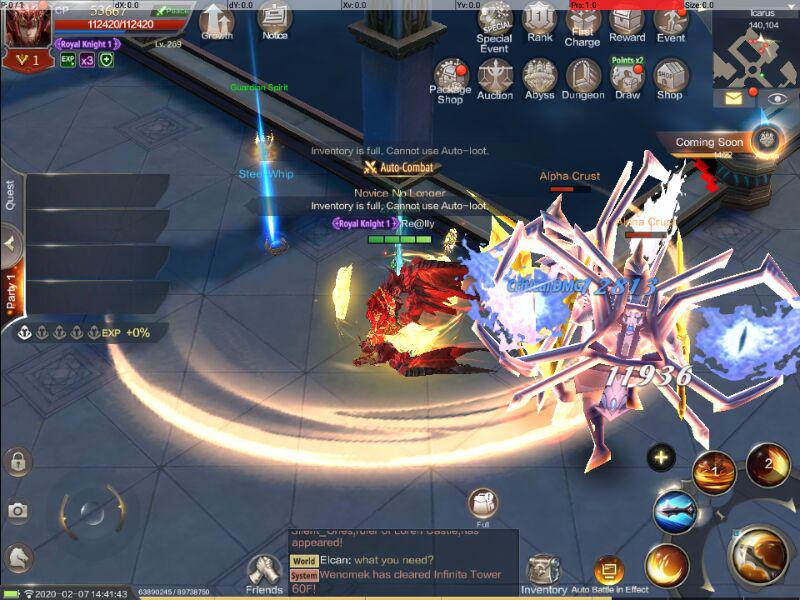 P:0 / 1 dX:0.0 dY:0.0 Xv:0.0 Yv:0.0 Prs:1.0 Size:0.0
CP 53667 Peace
112420/112420
Royal Knight 1 Lv. 269
V 1
EXP x3
Growth
Notice
Special Event
Rank
First Charge
Reward
Event
Icarus
140,104
Package Shop
Auction
Abyss
Dungeon
Points x2
Draw
Shop
Guardian Spirit
Inventory is full. Cannot use Auto-loot.
Coming Soon
Auto-Combat
Steel Whip
Novice No Longer
Inventory is full, Cannot use Auto-loot.
Alpha Crust
Royal Knight 1 Re@lly
Alpha Crust
Quest
Party 1
2813
11936
EXP +0%
1
2
Full
Silent_Ones,ruler of Loren Castle,has
appeared!
World Elcan: what you need?
System Wenomek has cleared Infinite Tower
60F!
Friends
Inventory
Auto Battle in Effect
2020-02-07 14:41:43
63890245 / 89738750